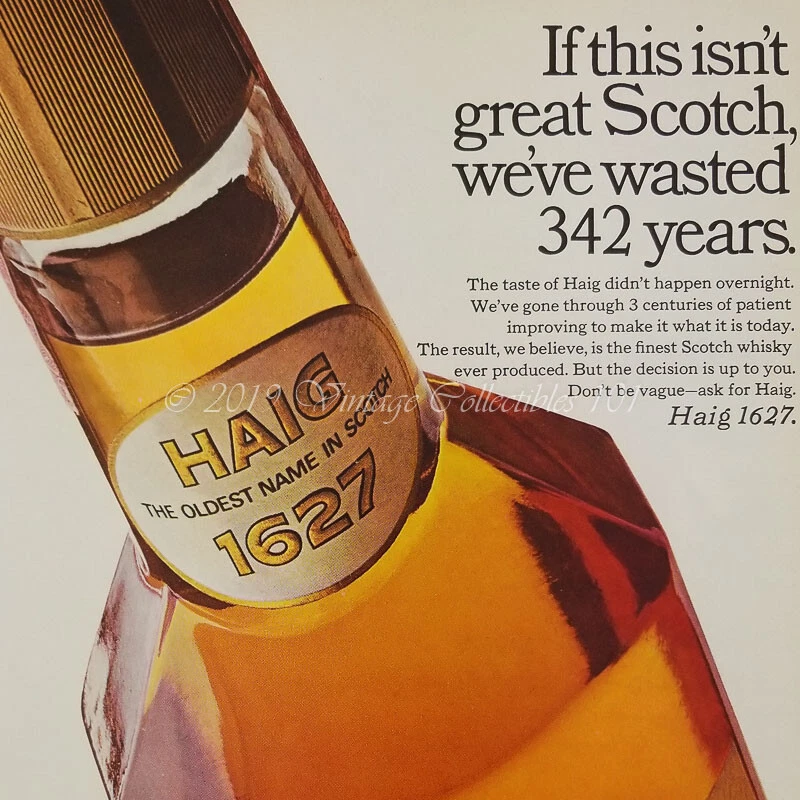 If this isn't
great Scotch,
we've wasted
342 years.
The taste of Haig didn't happen overnight.
We've gone through 3 centuries of patient
improving to make it what it is today.
The result, we believe, is the finest Scotch whisky
ever produced. But the decision is up to you.
Don't be vague—ask for Haig.
Haig 1627.
© 2019 Vintage Collectibles 101
HAIG
THE OLDEST NAME IN SCOTCH
1627